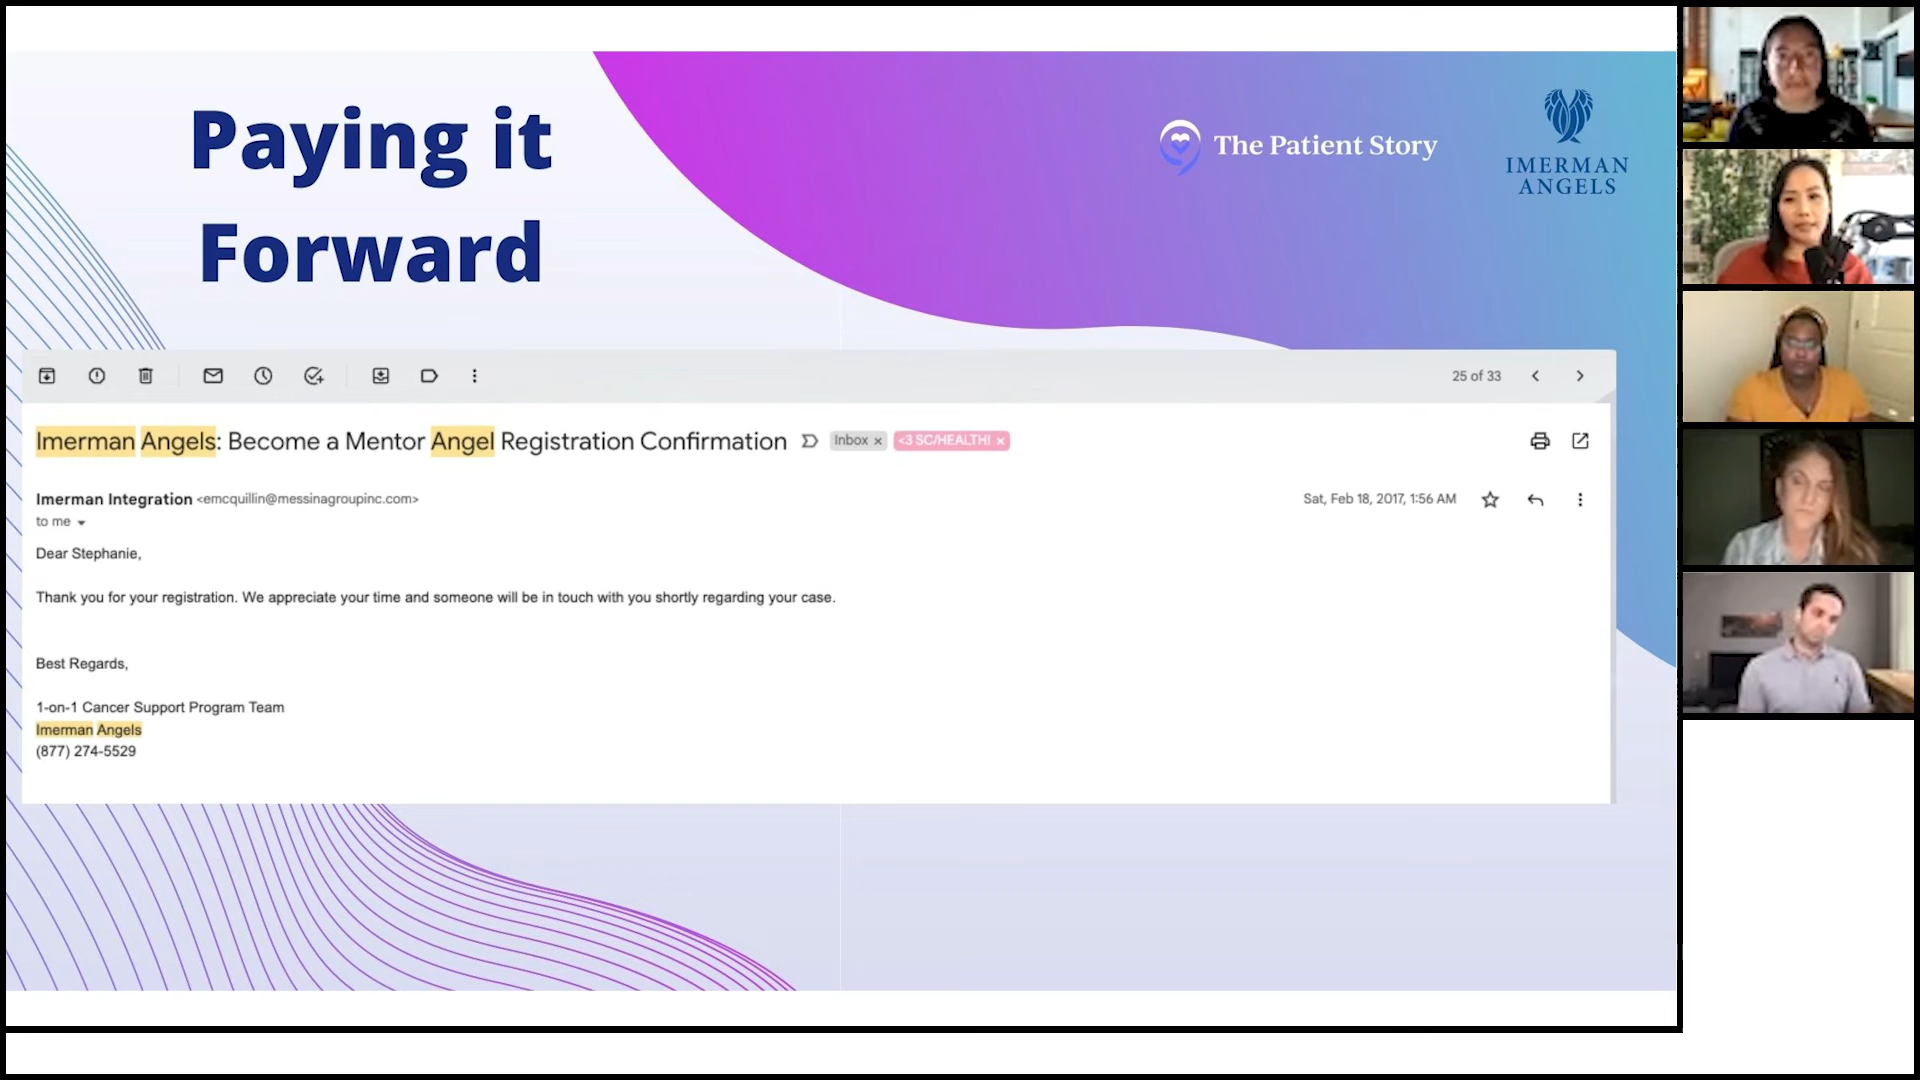 Paying it
Forward
The Patient Story
IMERMAN
ANGELS
25 of 33
Imerman Angels: Become a Mentor Angel Registration Confirmation
Inbox x
<3 SC/HEALTH! x
Imerman Integration <emcquillin@messinagroupinc.com>
Sat, Feb 18, 2017, 1:56 AM
to me
Dear Stephanie,
Thank you for your registration. We appreciate your time and someone will be in touch with you shortly regarding your case.
Best Regards,
1-on-1 Cancer Support Program Team
Imerman Angels
(877) 274-5529